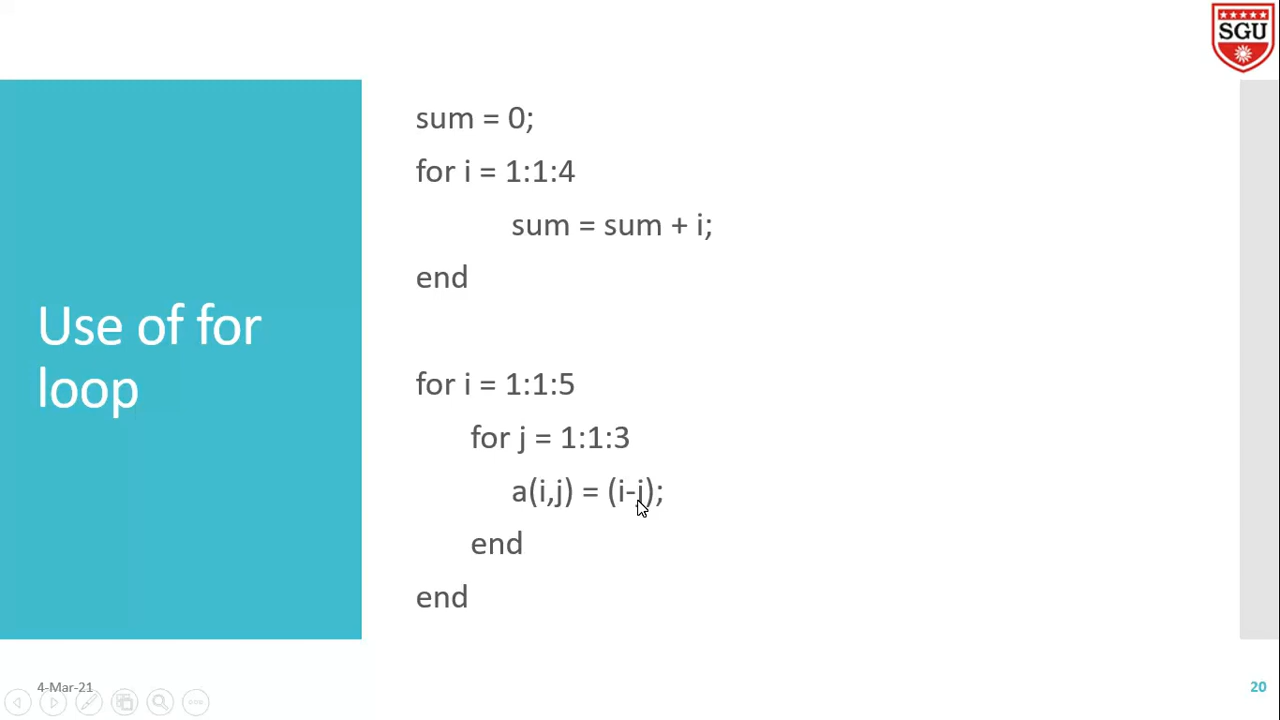 SGU
Use of for
loop
sum = 0;
for i = 1:1:4
sum = sum + i;
end
for i = 1:1:5
for j = 1:1:3
a(i,j) = (i-j);
end
end
4-Mar-21
20